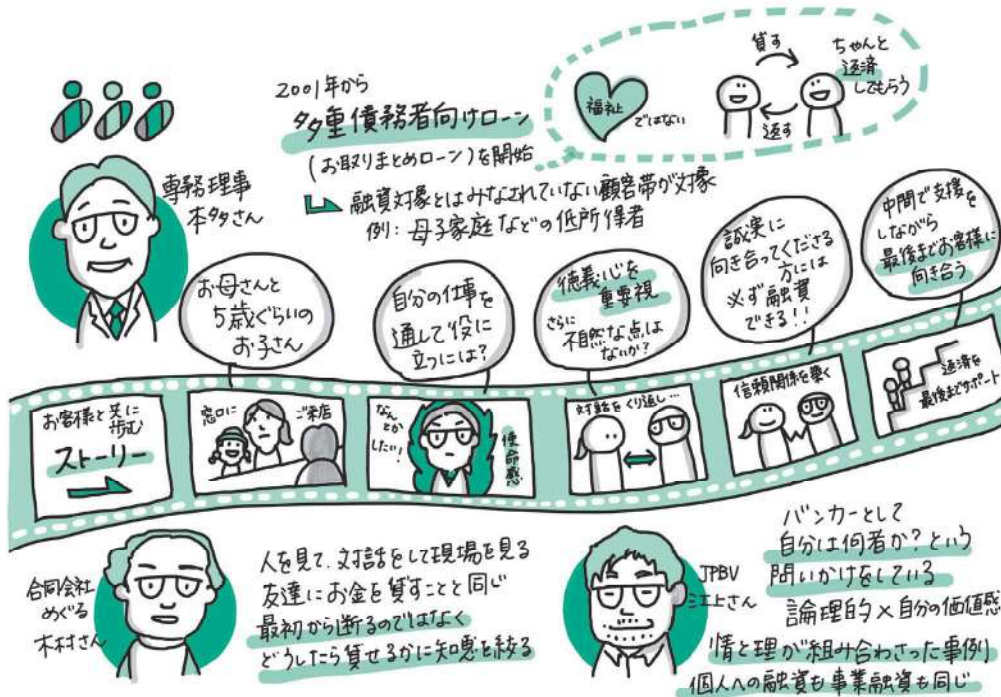 2001年から
多重債務者向けローン
(お取りまとめローン)を開始
融資対象とはみなされていない顧客帯が対象
例: 母子家庭などの低所得者
福祉
ではない
貸す
返す
ちゃんと
返済
してもらう
専務理事
本多さん
お母さんと
5歳ぐらいの
お子さん
自分の仕事を
通して役に
立つには?
徳義心を
重要視
さらに
不自然な点は
ないか?
誠実に
向き合ってくださる
方には
必ず融資
できる!!
中間で支援を
しながら
最後までお客様に
向き合う
お客様と共に
歩む
ストーリー
窓口に
ご来店
なんとか
したい!
使命感
対話をくり返し…
信頼関係を築く
返済を
最後までサポート
合同会社
めぐる
木村さん
人を見て、対話をして現場を見る
友達にお金を貸すことと同じ
最初から断るのではなく
どうしたら貸せるかに知恵を絞る
JPBV
江上さん
バンカーとして
自分は何者か?という
問いかけをしている
論理的×自分の価値感
情と理が組み合わさった事例
個人への融資も事業融資も同じ